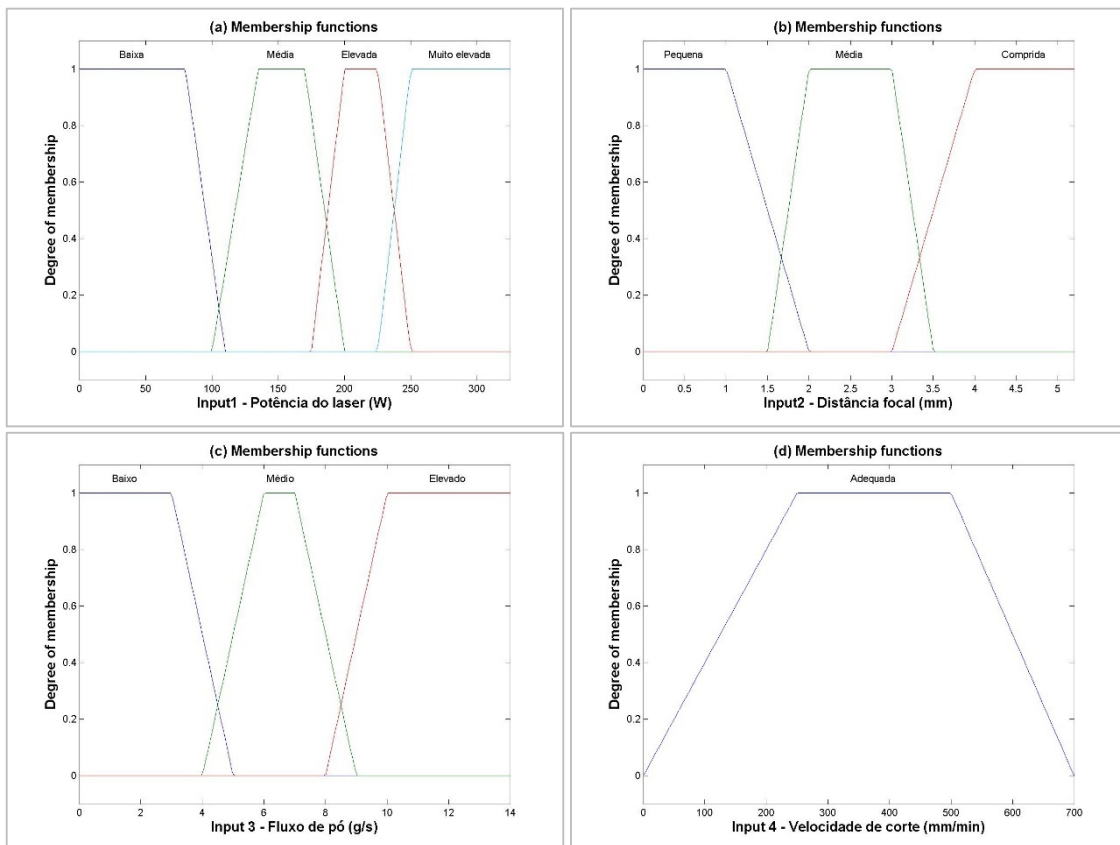 (a) Membership functions
Baixa Média Elevada Muito elevada
1
0.8
0.6
0.4
0.2
0
Degree of membership
0 50 100 150 200 250 300
Input1 - Potência do laser (W)
(b) Membership functions
Pequena Média Comprida
1
0.8
0.6
0.4
0.2
0
Degree of membership
0 0.5 1 1.5 2 2.5 3 3.5 4 4.5 5
Input2 - Distância focal (mm)
(c) Membership functions
Baixo Médio Elevado
1
0.8
0.6
0.4
0.2
0
Degree of membership
0 2 4 6 8 10 12 14
Input 3 - Fluxo de pó (g/s)
(d) Membership functions
Adequada
1
0.8
0.6
0.4
0.2
0
Degree of membership
0 100 200 300 400 500 600 700
Input 4 - Velocidade de corte (mm/min)